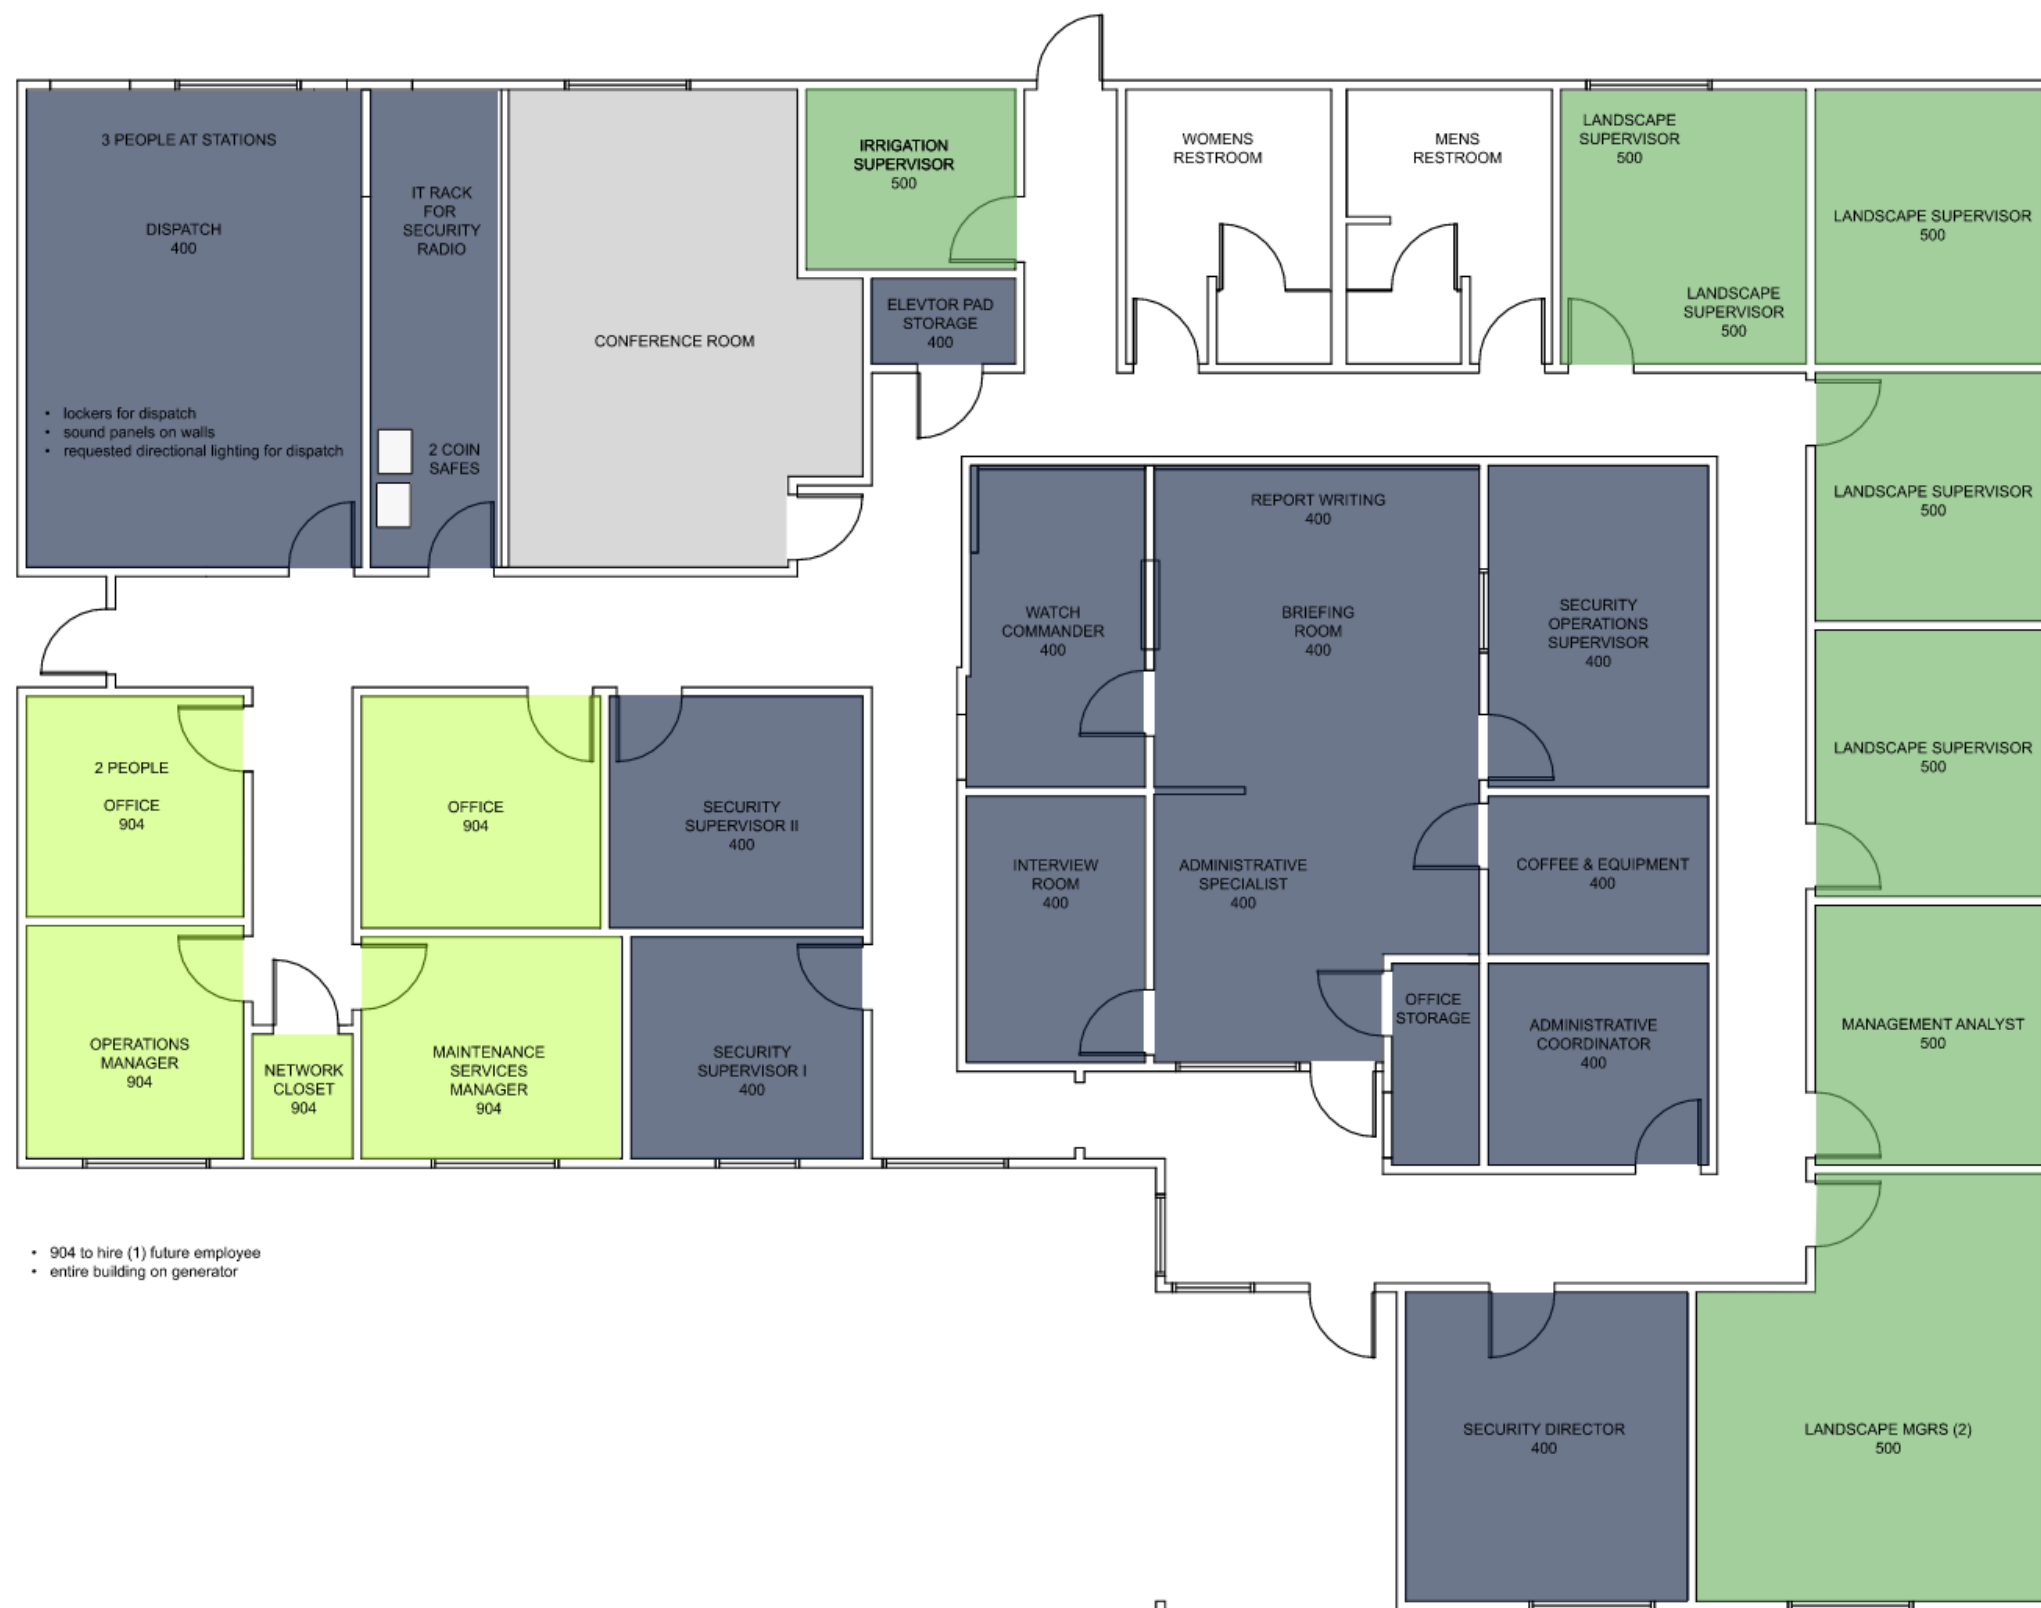 3 PEOPLE AT STATIONS
DISPATCH
400
• lockers for dispatch
• sound panels on walls
• requested directional lighting for dispatch
IT RACK
FOR
SECURITY
RADIO
2 COIN
SAFES
CONFERENCE ROOM
IRRIGATION
SUPERVISOR
500
ELEVTOR PAD
STORAGE
400
WOMENS
RESTROOM
MENS
RESTROOM
LANDSCAPE
SUPERVISOR
500
LANDSCAPE
SUPERVISOR
500
LANDSCAPE SUPERVISOR
500
LANDSCAPE SUPERVISOR
500
LANDSCAPE SUPERVISOR
500
MANAGEMENT ANALYST
500
LANDSCAPE MGRS (2)
500
WATCH
COMMANDER
400
REPORT WRITING
400
BRIEFING
ROOM
400
SECURITY
OPERATIONS
SUPERVISOR
400
INTERVIEW
ROOM
400
ADMINISTRATIVE
SPECIALIST
400
COFFEE & EQUIPMENT
400
OFFICE
STORAGE
ADMINISTRATIVE
COORDINATOR
400
SECURITY DIRECTOR
400
2 PEOPLE
OFFICE
904
OFFICE
904
SECURITY
SUPERVISOR II
400
OPERATIONS
MANAGER
904
NETWORK
CLOSET
904
MAINTENANCE
SERVICES
MANAGER
904
SECURITY
SUPERVISOR I
400
• 904 to hire (1) future employee
• entire building on generator